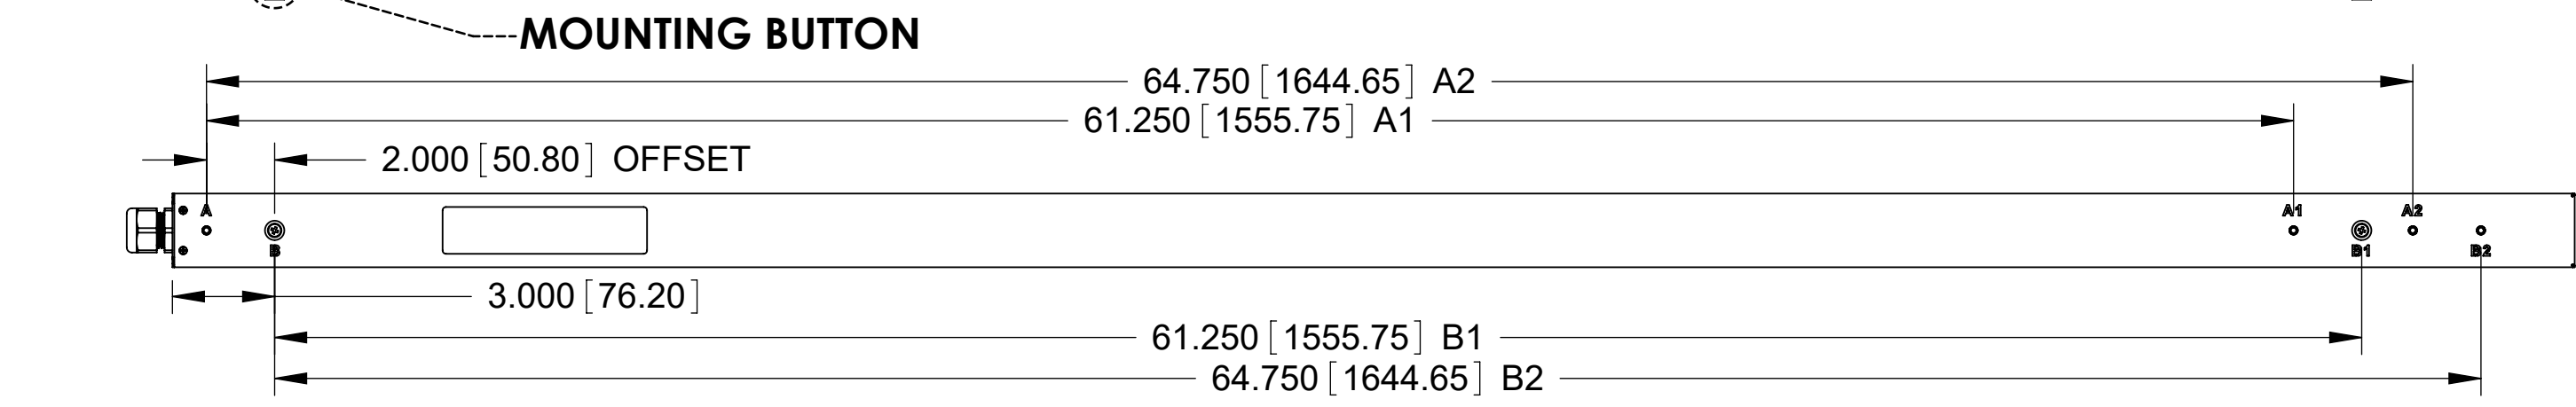 MOUNTING BUTTON
64.750 [1644.65] A2
61.250 [1555.75] A1
2.000 [50.80] OFFSET
A A1 A2
B B1 B2
3.000 [76.20]
61.250 [1555.75] B1
64.750 [1644.65] B2